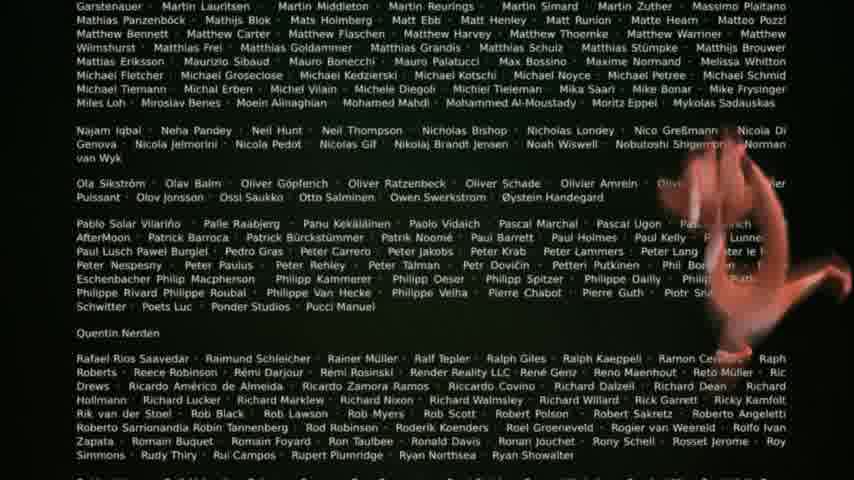 Garstenauer · Martin Lauritsen · Martin Middleton · Martin Reurings · Martin Simard · Martin Zuther · Massimo Plaitano
Mathias Panzenböck · Mathijs Blok · Mats Holmberg · Matt Ebb · Matt Henley · Matt Runion · Matte Hearn · Matteo Pozzi
Matthew Bennett · Matthew Carter · Matthew Flaschen · Matthew Harvey · Matthew Thoemke · Matthew Warriner · Matthew
Wilmshurst · Matthias Frei · Matthias Goldammer · Matthias Grandis · Matthias Schulz · Matthias Stümpke · Matthijs Brouwer
Mattias Eriksson · Maurizio Sibaud · Mauro Bonecchi · Mauro Palatucci · Max Bossino · Maxime Normand · Melissa Whitton
Michael Fletcher · Michael Groseclose · Michael Kedzierski · Michael Kotschi · Michael Noyce · Michael Petree · Michael Schmid
Michael Tiemann · Michal Erben · Michel Vilain · Michele Diegoli · Michiel Tieleman · Mika Saari · Mike Bonar · Mike Frysinger
Miles Loh · Miroslav Benes · Moein Alinaghian · Mohamed Mahdi · Mohammed Al-Moustady · Moritz Eppel · Mykolas Sadauskas
Najam Iqbal · Neha Pandey · Neil Hunt · Neil Thompson · Nicholas Bishop · Nicholas Londey · Nico Greßmann · Nicola Di
Genova · Nicola Jelmorini · Nicola Pedot · Nicolas Gif · Nikolaj Brandt Jensen · Noah Wiswell · Nobutoshi · Norman
van Wyk
Ola Sikström · Olav Balm · Oliver Göpferich · Oliver Ratzenbeck · Oliver Schade · Olivier Amrein
Puissant · Olov Jonsson · Ossi Saukko · Otto Salminen · Owen Swerkstrom · Øystein Handegard
Pablo Solar Vilariño · Palle Raabjerg · Panu Kekäläinen · Paolo Vidaich · Pascal Marchal · Pascal Ugon
AfterMoon · Patrick Barroca · Patrick Bürckstümmer · Patrik Noomé · Paul Barrett · Paul Holmes · Paul Kelly
Paul Lusch Pawel Burgiel · Pedro Gras · Peter Carrero · Peter Jakobs · Peter Krab · Peter Lammers · Peter Lang
Peter Nespesny · Peter Paulus · Peter Rehley · Peter Talman · Petr Dovičin · Petteri Putkinen · Phil
Eschenbacher Philip Macpherson · Philipp Kammerer · Philipp Oeser · Philipp Spitzer · Philippe Dailly · Philippe
Philippe Rivard Philippe Roubal · Philippe Van Hecke · Philippe Velha · Pierre Chabot · Pierre Guth · Piotr
Schwitter · Poets Luc · Ponder Studios · Pucci Manuel
Quentin Nerden
Rafael Rios Saavedar · Raimund Schleicher · Rainer Müller · Ralf Tepler · Ralph Giles · Ralph Kaeppeli · Ramon · Raph
Roberts · Reece Robinson · Rémi Darjour · Remi Rosinski · Render Reality LLC · René Genz · Reno Maenhout · Reto Müller · Ric
Drews · Ricardo Américo de Almeida · Ricardo Zamora Ramos · Riccardo Covino · Richard Dalzell · Richard Dean · Richard
Hollmann · Richard Lucker · Richard Marklew · Richard Nixon · Richard Walmsley · Richard Willard · Rick Garrett · Ricky Kamfolt
Rik van der Stoel · Rob Black · Rob Lawson · Rob Myers · Rob Scott · Robert Polson · Robert Sakretz · Roberto Angeletti
Roberto Sarrionandia Robin Tannenberg · Rod Robinson · Roderik Koenders · Roel Groeneveld · Rogier van Weereld · Rolfo Ivan
Zapata · Romain Buquet · Romain Foyard · Ron Taulbee · Ronald Davis · Ronan Jouchet · Rony Schell · Rosset Jerome · Roy
Simmons · Rudy Thiry · Rui Campos · Rupert Plumridge · Ryan Northsea · Ryan Showalter